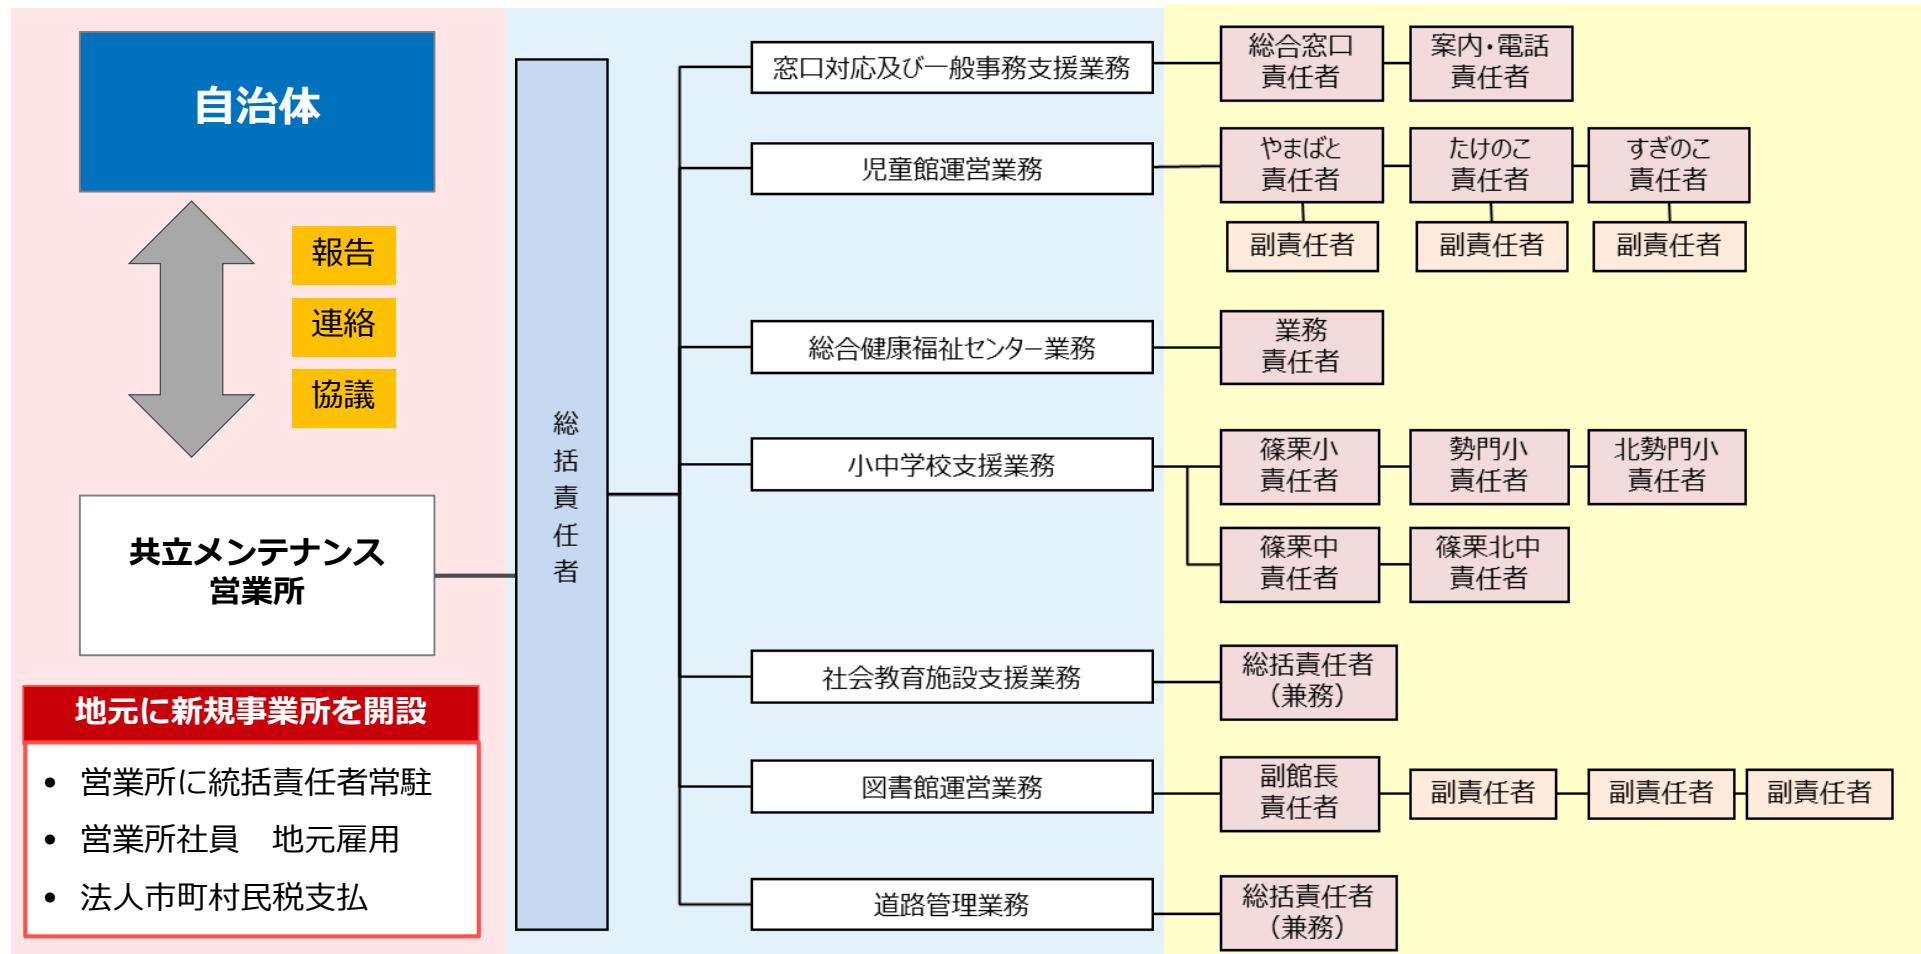 自治体
報告
連絡
協議
共立メンテナンス
営業所
地元に新規事業所を開設
• 営業所に統括責任者常駐
• 営業所社員　地元雇用
• 法人市町村民税支払
総括責任者
窓口対応及び一般事務支援業務
総合窓口
責任者
案内・電話
責任者
児童館運営業務
やまばと
責任者
たけのこ
責任者
すぎのこ
責任者
副責任者
副責任者
副責任者
総合健康福祉センター業務
業務
責任者
小中学校支援業務
篠栗小
責任者
勢門小
責任者
北勢門小
責任者
篠栗中
責任者
篠栗北中
責任者
社会教育施設支援業務
総括責任者
（兼務）
図書館運営業務
副館長
責任者
副責任者
副責任者
副責任者
道路管理業務
総括責任者
（兼務）